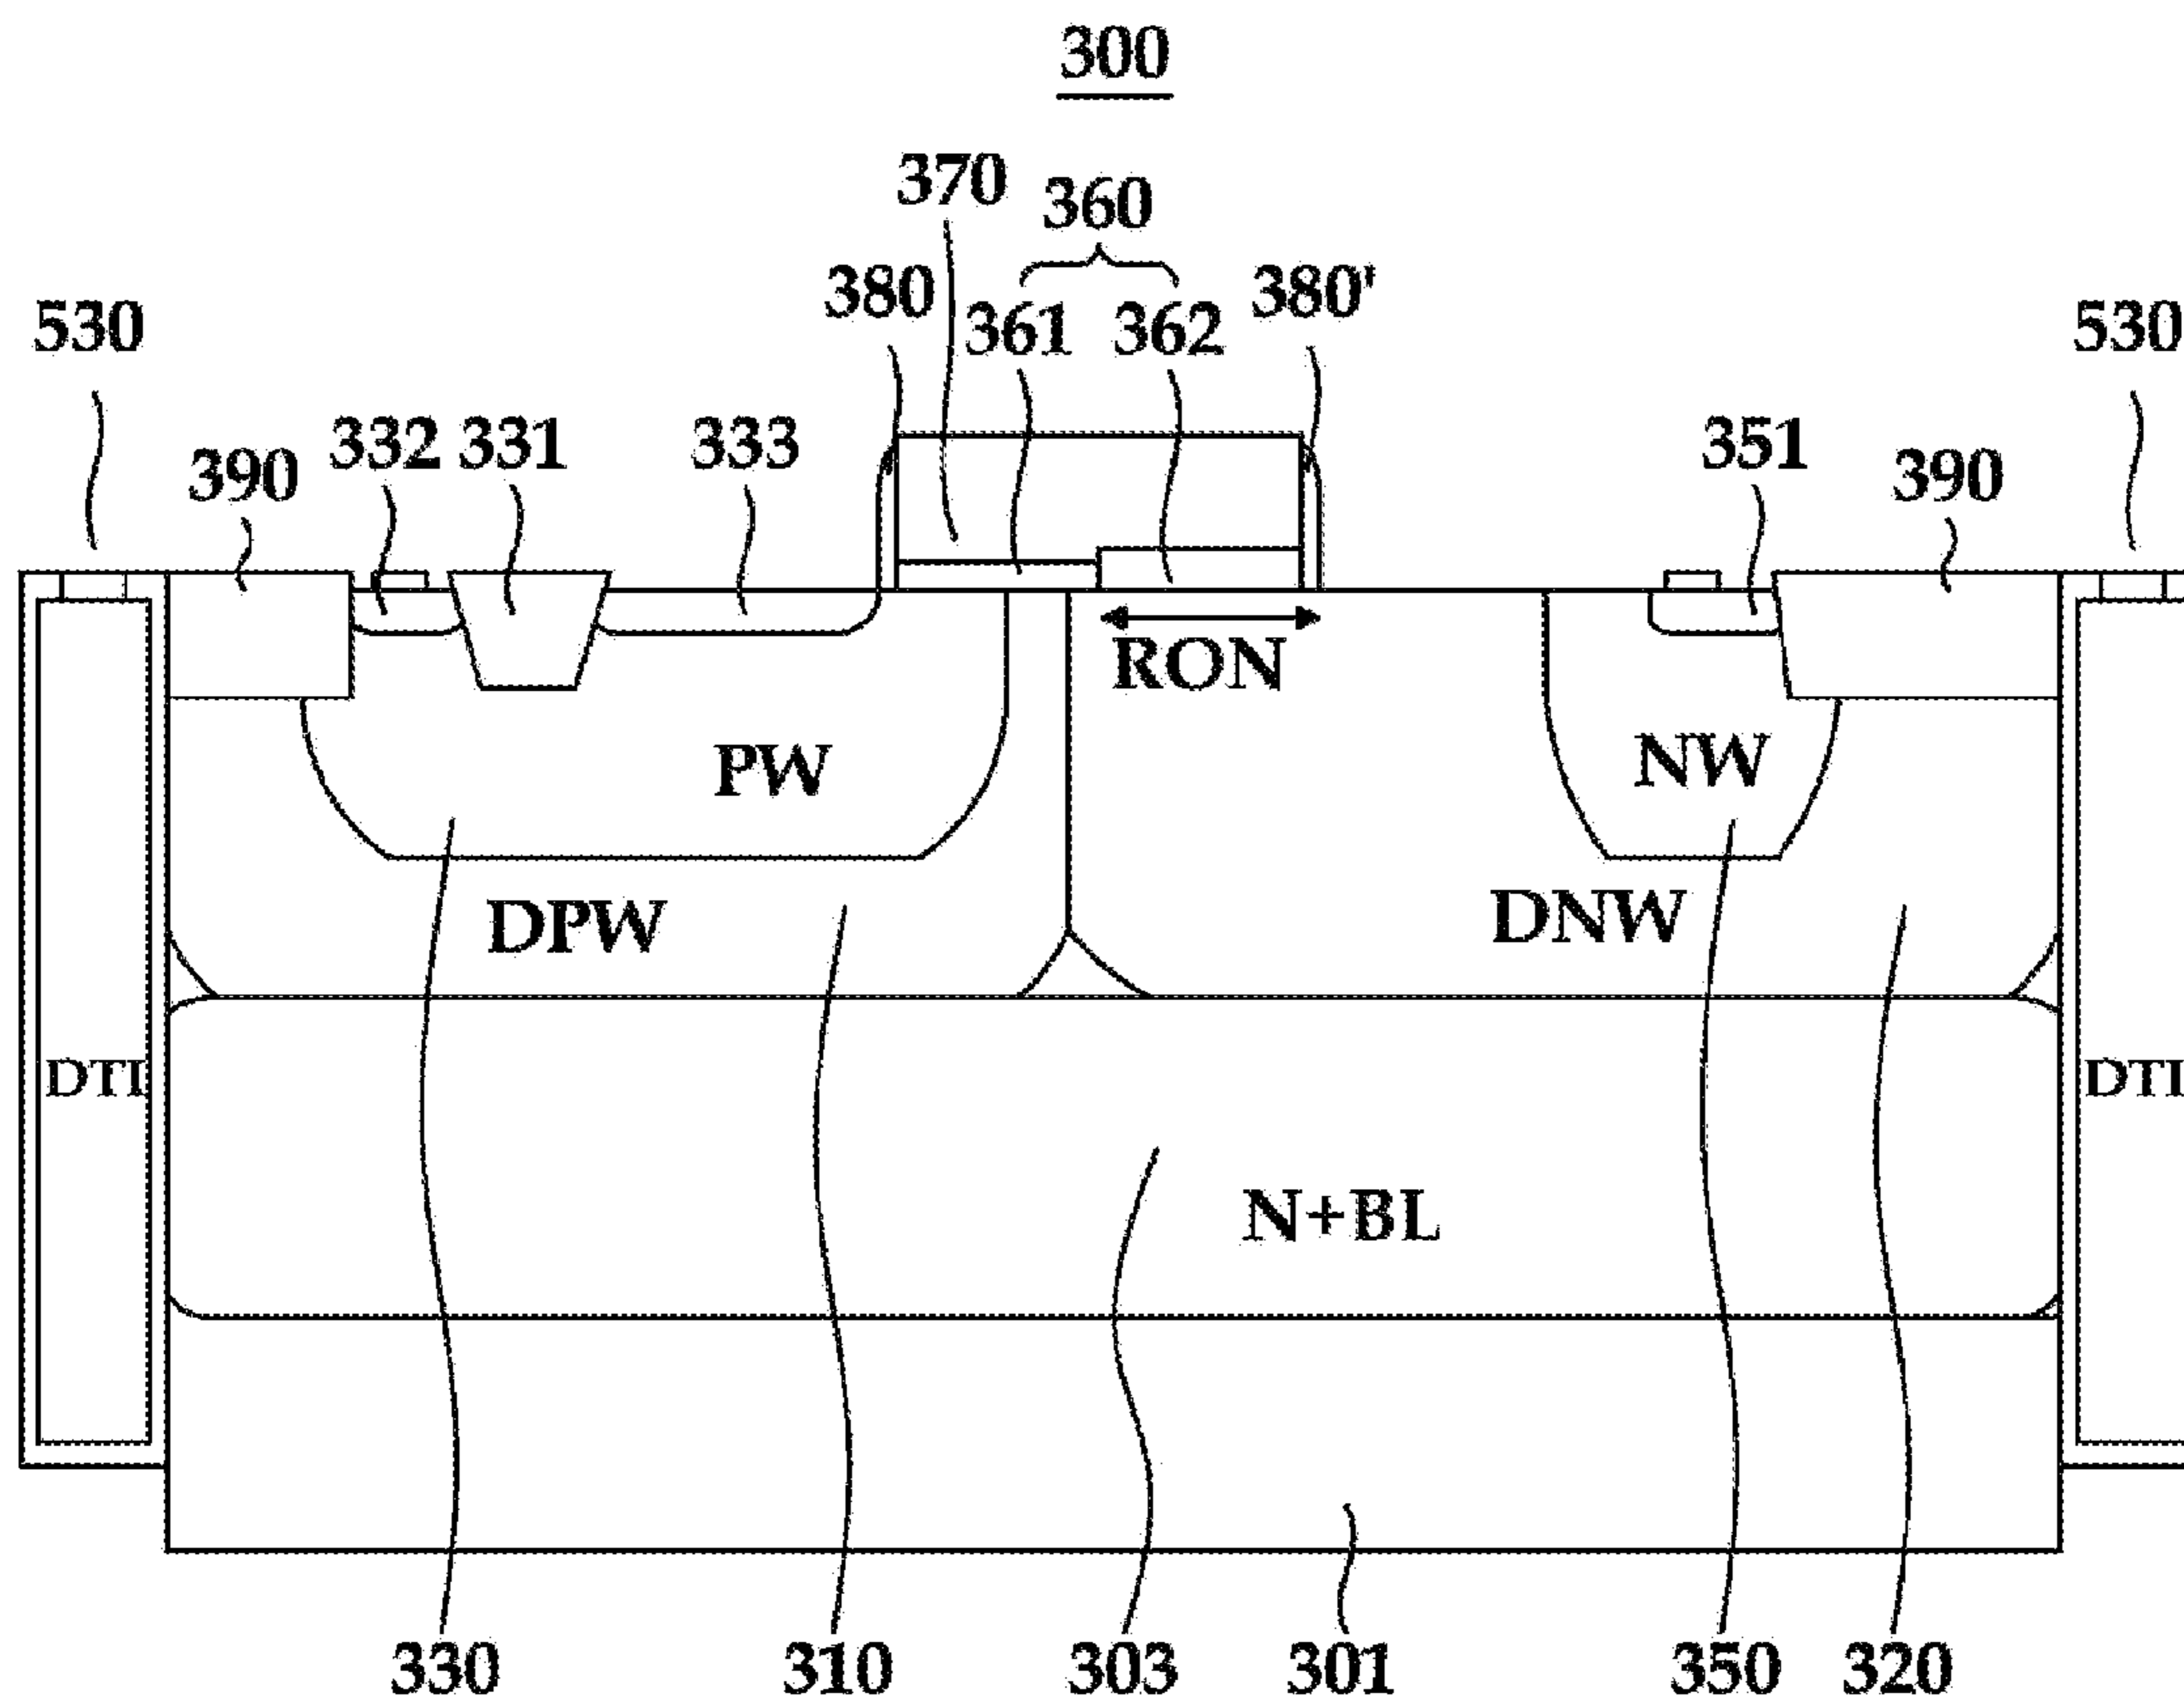 300
370 360
380 361 362 380'
530 530
390 332 331 333 351 390
RON
PW NW
DPW DNW
DTI DTI
N+BL
330 310 303 301 350 320